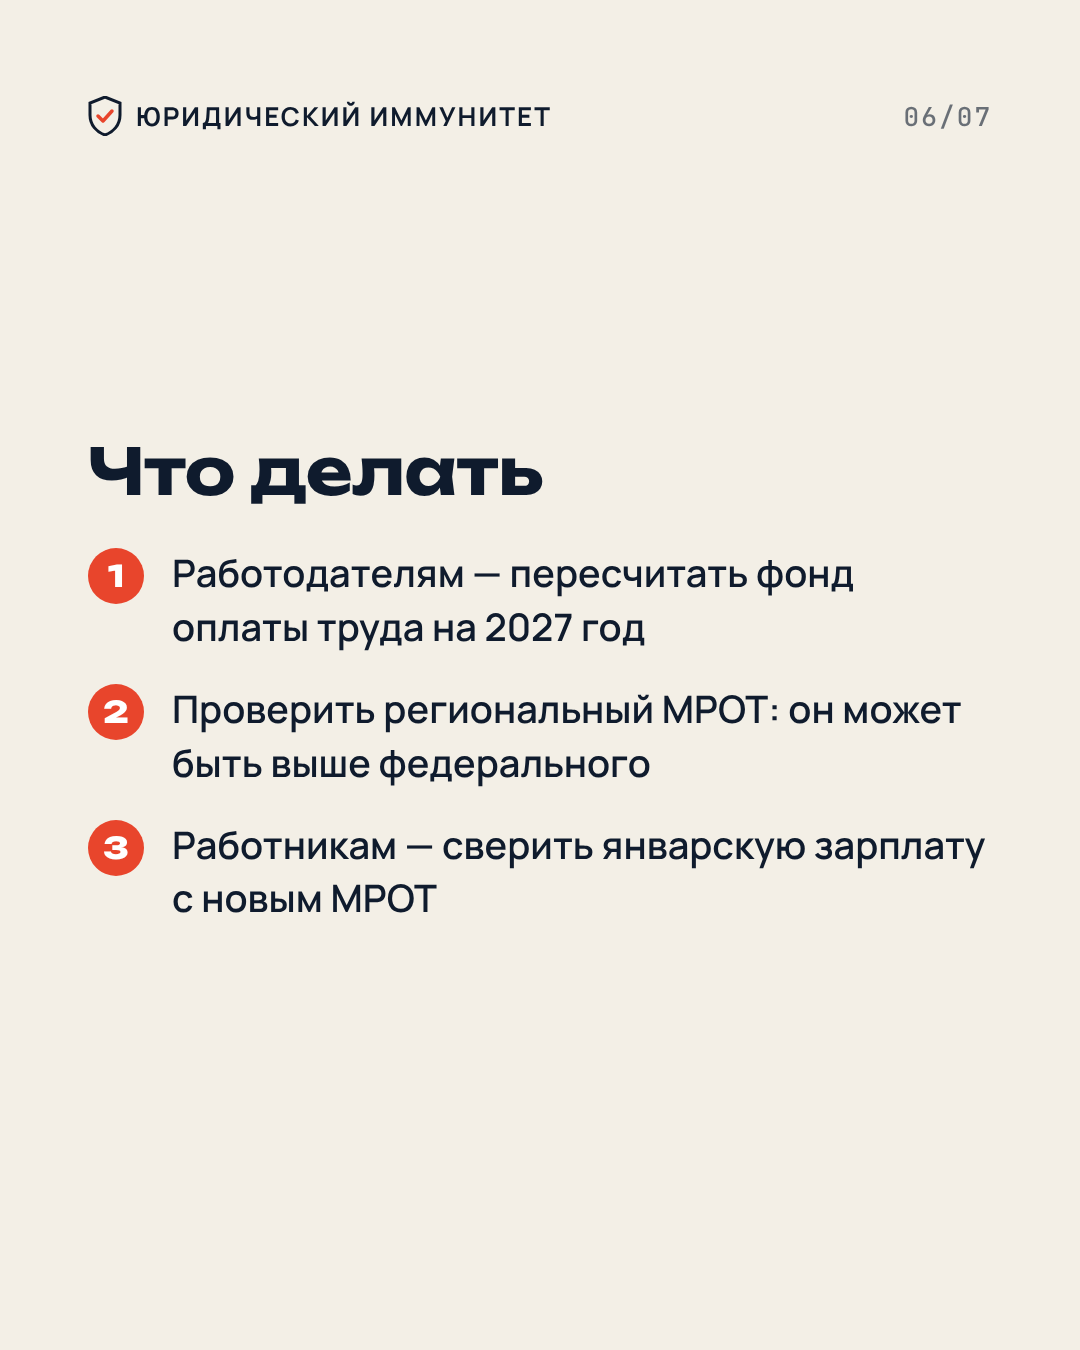 ЮРИДИЧЕСКИЙ ИММУНИТЕТ
06/07
Что делать
1 Работодателям — пересчитать фонд
оплаты труда на 2027 год
2 Проверить региональный МРОТ: он может
быть выше федерального
3 Работникам — сверить январскую зарплату
с новым МРОТ